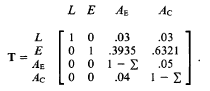 L E A_E A_C
L 1 0 .03 .03
T = E 0 1 .3935 .6321
A_E 0 0 1 − Σ .05
A_C 0 0 .04 1 − Σ .